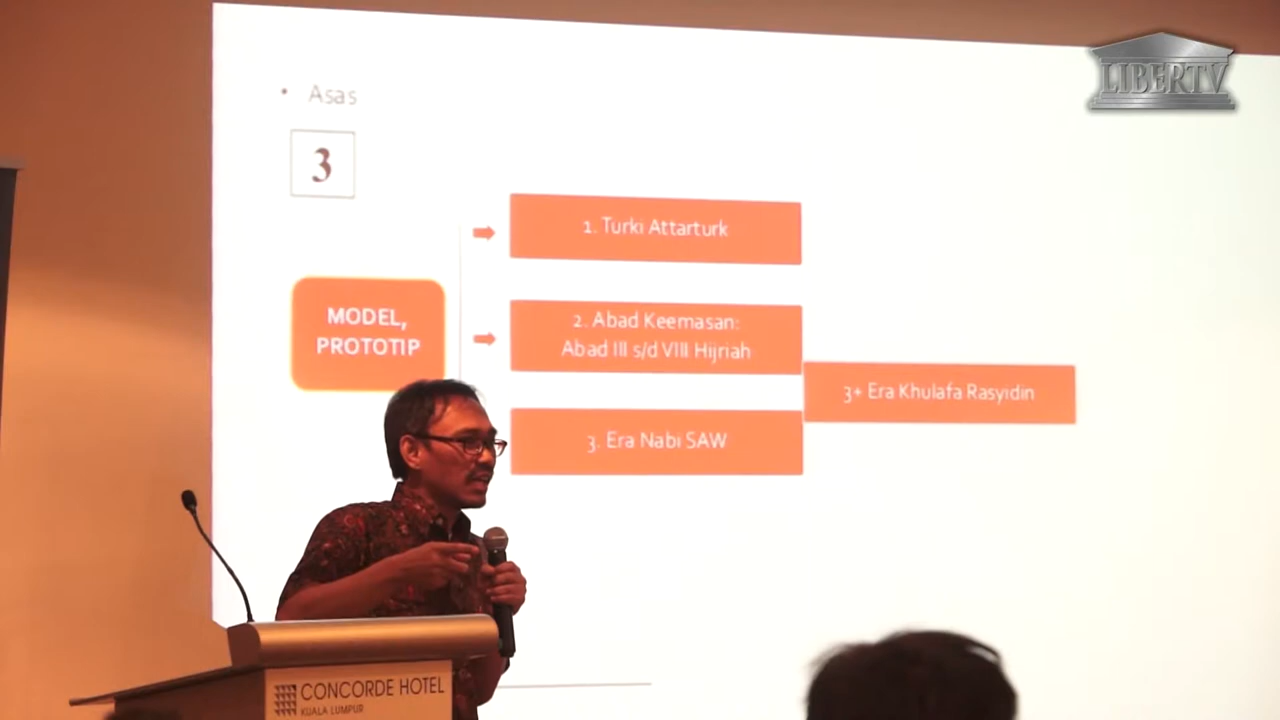 LIBERTV
• Asas
3
MODEL,
PROTOTIP
1. Turki Attarturk
2. Abad Keemasan:
Abad III s/d VIII Hijriah
3+ Era Khulafa Rasyidin
3. Era Nabi SAW
CONCORDE HOTEL
KUALA LUMPUR